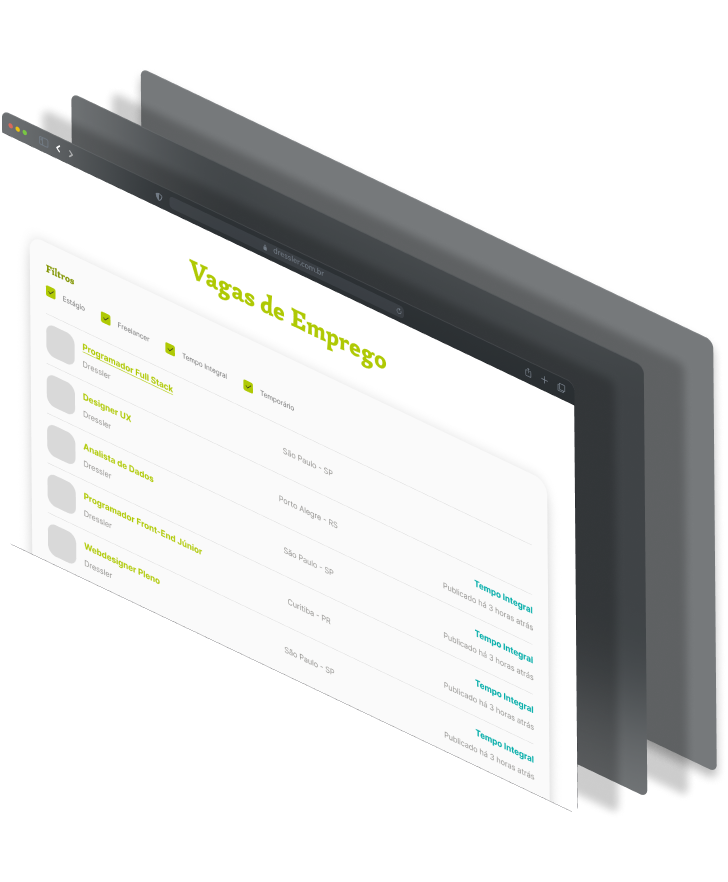 dressler.com.br
Vagas de Emprego
Filtros
Estágio
Freelancer
Tempo Integral
Temporário
Programador Full Stack
Dressler
São Paulo - SP
Tempo Integral
Publicado há 3 horas atrás
Designer UX
Dressler
Porto Alegre - RS
Tempo Integral
Publicado há 3 horas atrás
Analista de Dados
Dressler
São Paulo - SP
Tempo Integral
Publicado há 3 horas atrás
Programador Front-End Júnior
Dressler
Curitiba - PR
Tempo Integral
Publicado há 3 horas atrás
Webdesigner Pleno
Dressler
São Paulo - SP